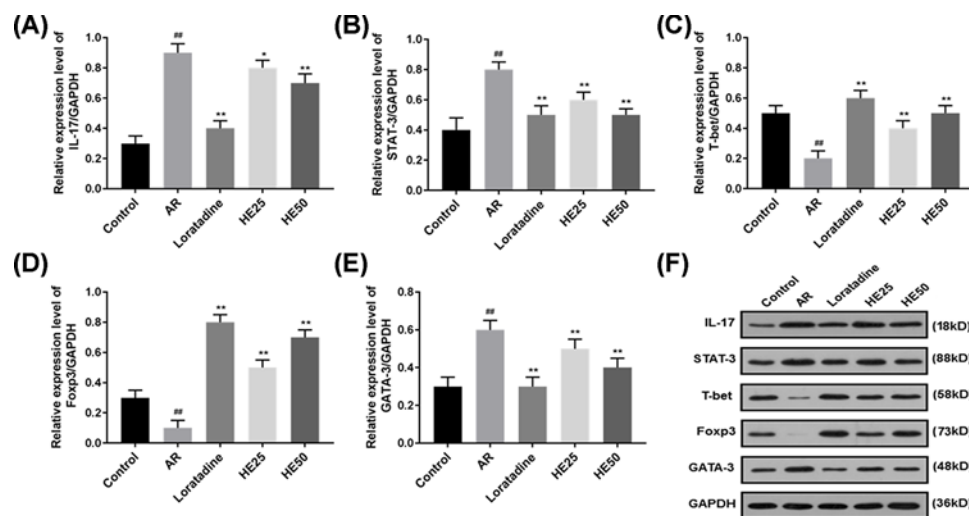 (A)
Relative expression level of
IL-17/GAPDH
1.0
0.8
0.6
0.4
0.2
0.0
##
**
*
**
Control
AR
Loratadine
HE25
HE50
(B)
Relative expression level of
STAT-3/GAPDH
1.0
0.8
0.6
0.4
0.2
0.0
##
**
**
**
Control
AR
Loratadine
HE25
HE50
(C)
Relative expression level of
T-bet/GAPDH
1.0
0.8
0.6
0.4
0.2
0.0
##
**
**
**
Control
AR
Loratadine
HE25
HE50
(D)
Relative expression level of
Foxp3/GAPDH
1.0
0.8
0.6
0.4
0.2
0.0
##
**
**
**
Control
AR
Loratadine
HE25
HE50
(E)
Relative expression level of
GATA-3/GAPDH
0.8
0.6
0.4
0.2
0.0
##
**
**
**
Control
AR
Loratadine
HE25
HE50
(F)
Control AR Loratadine HE25 HE50
IL-17 (18kD)
STAT-3 (88kD)
T-bet (58kD)
Foxp3 (73kD)
GATA-3 (48kD)
GAPDH (36kD)